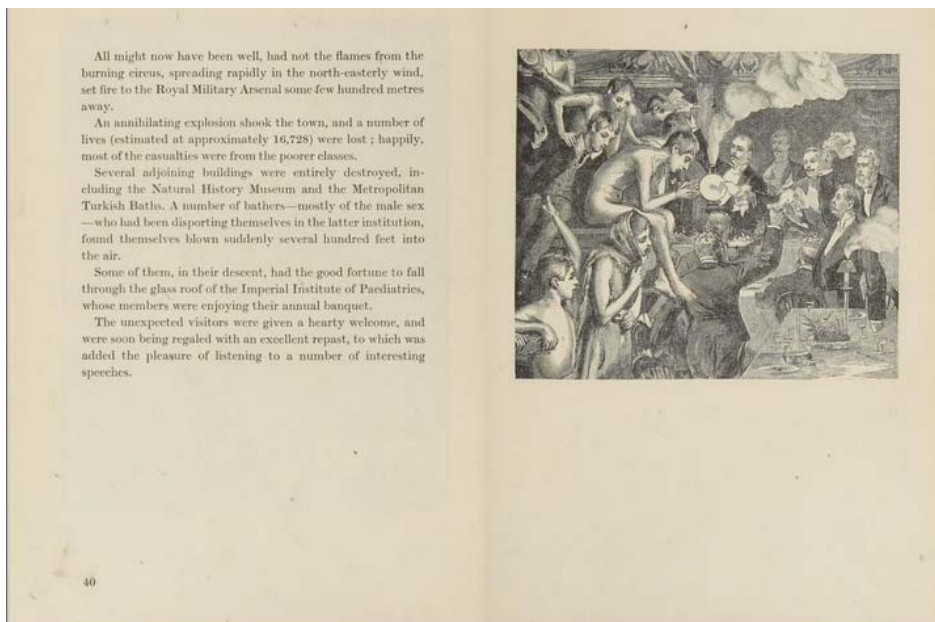 All might now have been well, had not the flames from the
burning circus, spreading rapidly in the north-easterly wind,
set fire to the Royal Military Arsenal some few hundred metres
away.
An annihilating explosion shook the town, and a number of
lives (estimated at approximately 16,728) were lost ; happily,
most of the casualties were from the poorer classes.
Several adjoining buildings were entirely destroyed, in-
cluding the Natural History Museum and the Metropolitan
Turkish Baths. A number of bathers—mostly of the male sex
—who had been disporting themselves in the latter institution,
found themselves blown suddenly several hundred feet into
the air.
Some of them, in their descent, had the good fortune to fall
through the glass roof of the Imperial Institute of Paediatrics,
whose members were enjoying their annual banquet.
The unexpected visitors were given a hearty welcome, and
were soon being regaled with an excellent repast, to which was
added the pleasure of listening to a number of interesting
speeches.
40